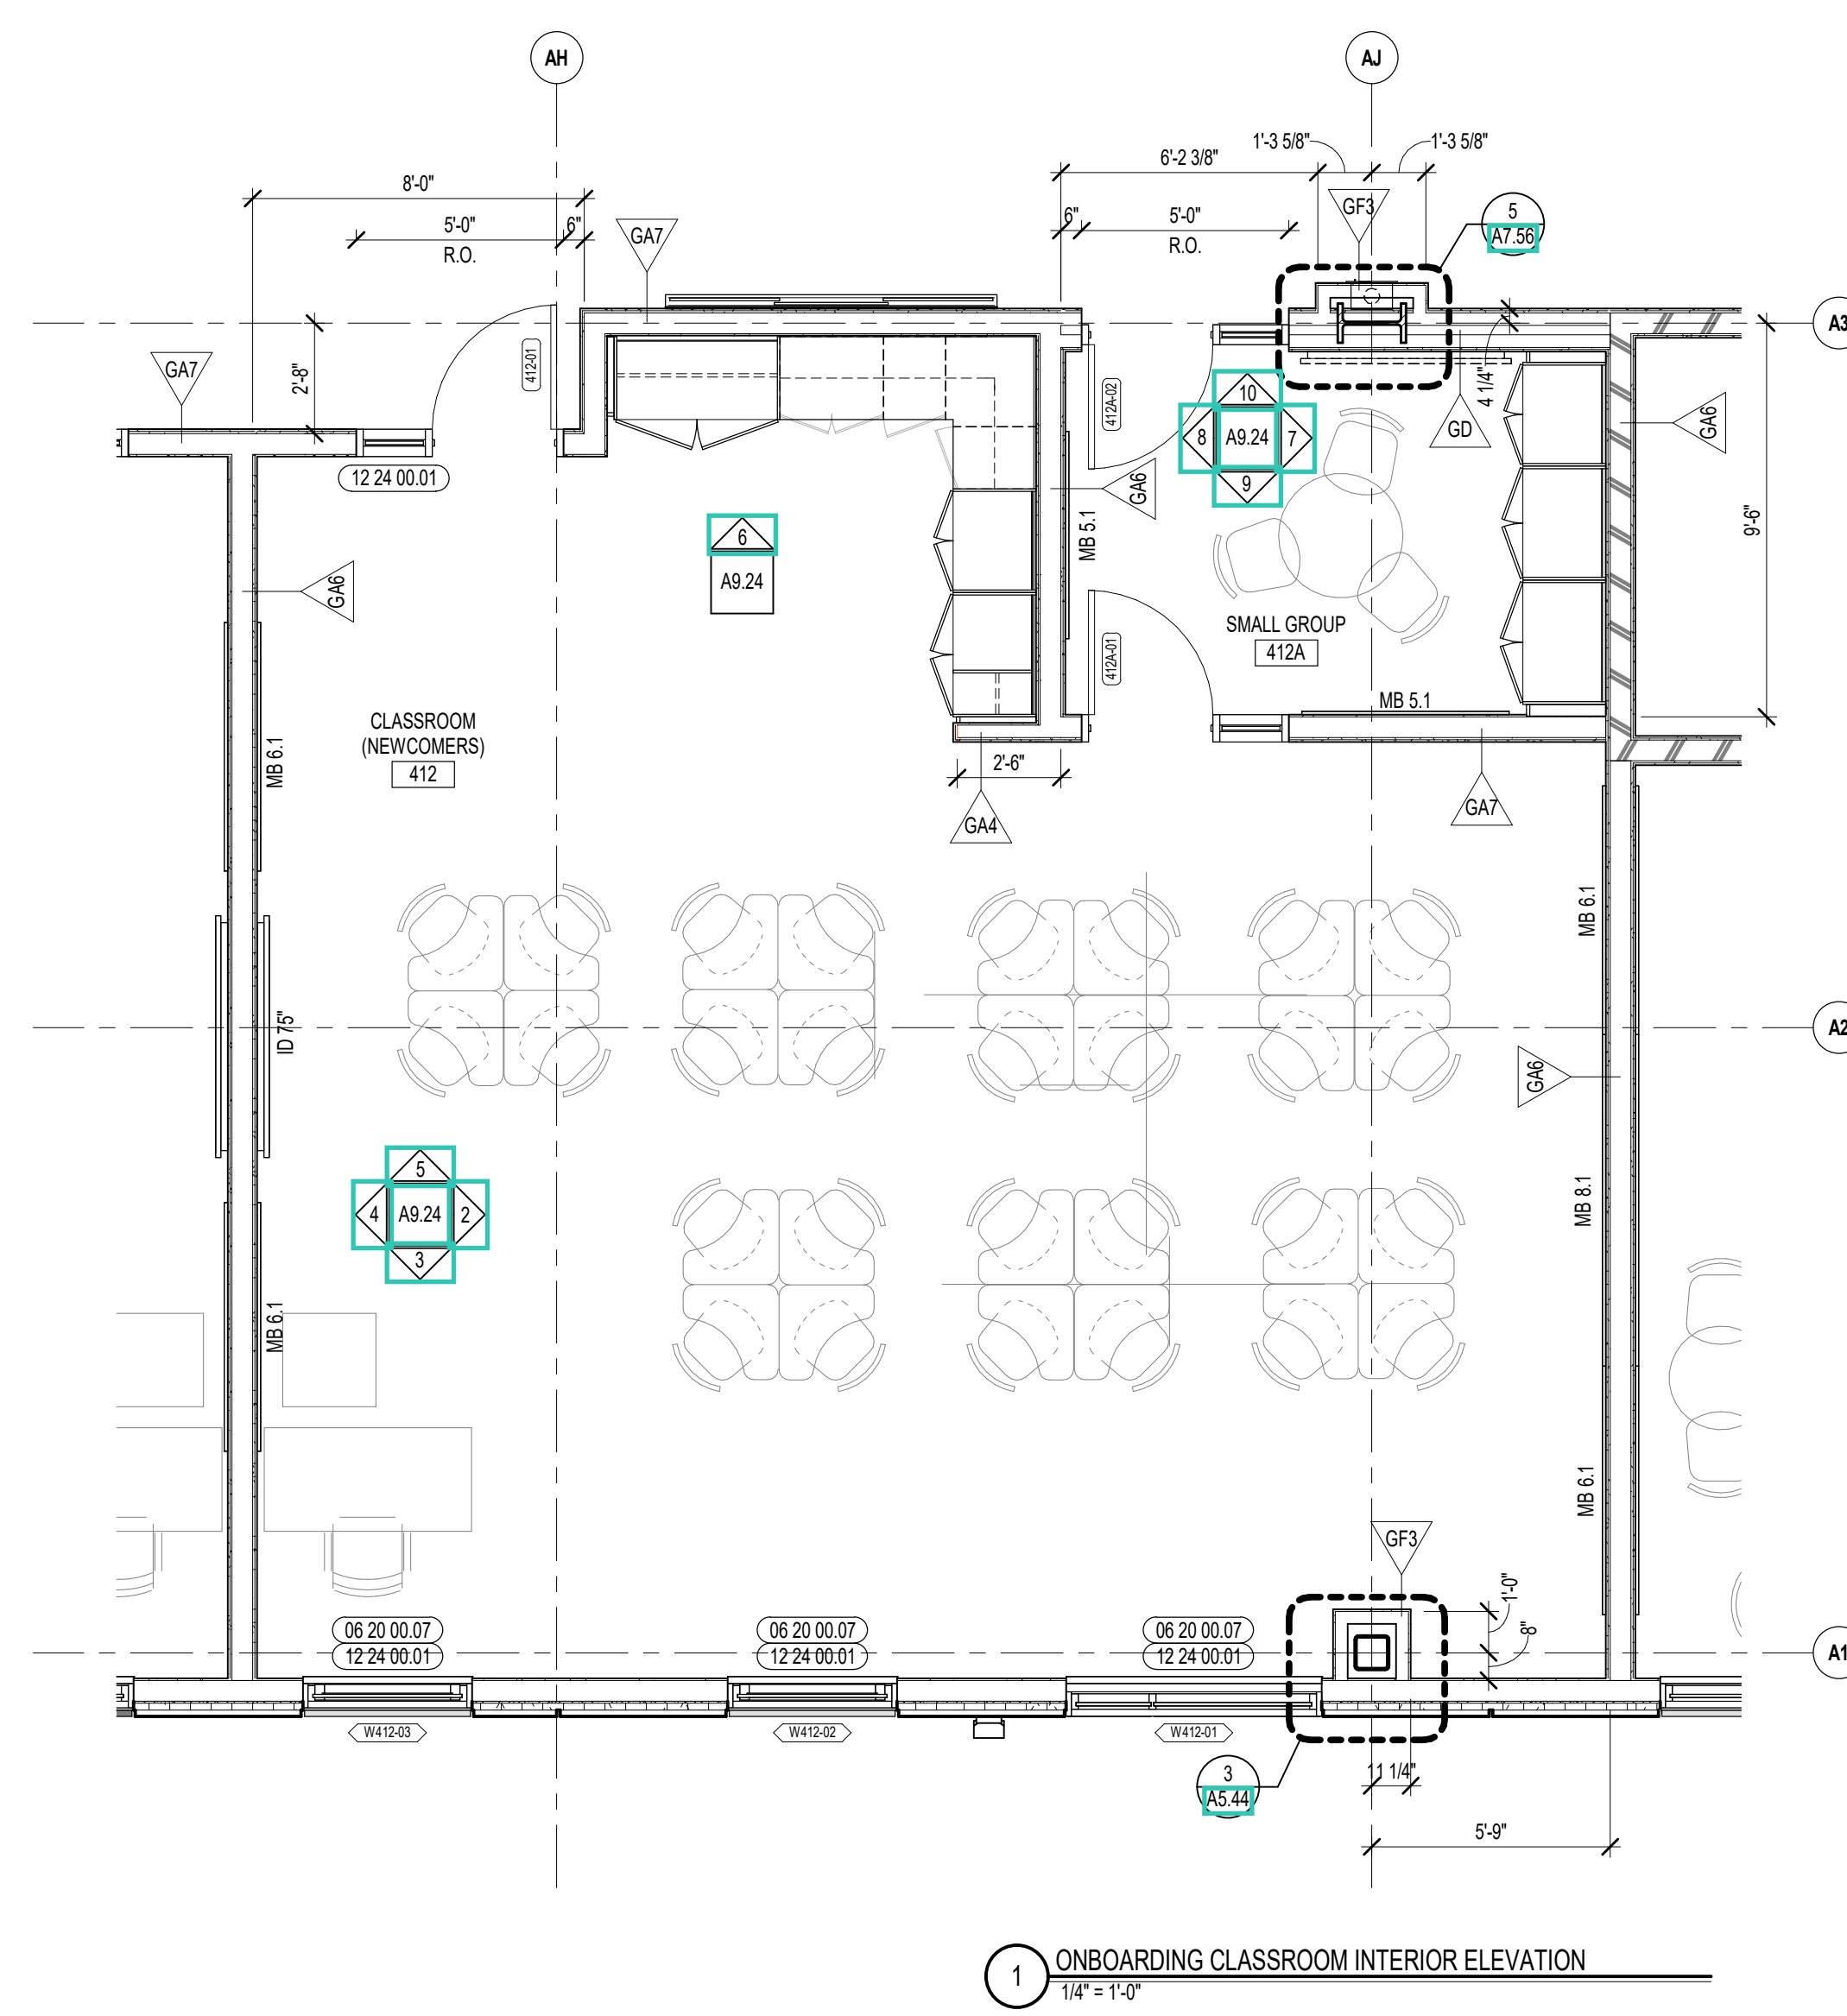 AH
AJ
1'-3 5/8"
1'-3 5/8"
6'-2 3/8"
8'-0"
GF3
5
A7.56
5'-0"
6"
R.O.
GA7
6"
5'-0"
R.O.
A3
GA7
2'-8"
412-01
412A-02
10
8
A9.24
7
9
4 1/4"
GD
GA6
12 24 00.01
GA6
MB 5.1
9'-6"
6
A9.24
GA6
SMALL GROUP
412A
412A-01
MB 5.1
CLASSROOM
(NEWCOMERS)
412
MB 6.1
2'-6"
GA4
GA7
MB 6.1
ID 75"
A2
GA6
5
4
A9.24
2
3
MB 8.1
MB 6.1
MB 6.1
GF3
1'-0"
8"
06 20 00.07
12 24 00.01
06 20 00.07
12 24 00.01
06 20 00.07
12 24 00.01
A1
W412-03
W412-02
W412-01
3
A5.44
11 1/4"
5'-9"
1
ONBOARDING CLASSROOM INTERIOR ELEVATION
1/4" = 1'-0"